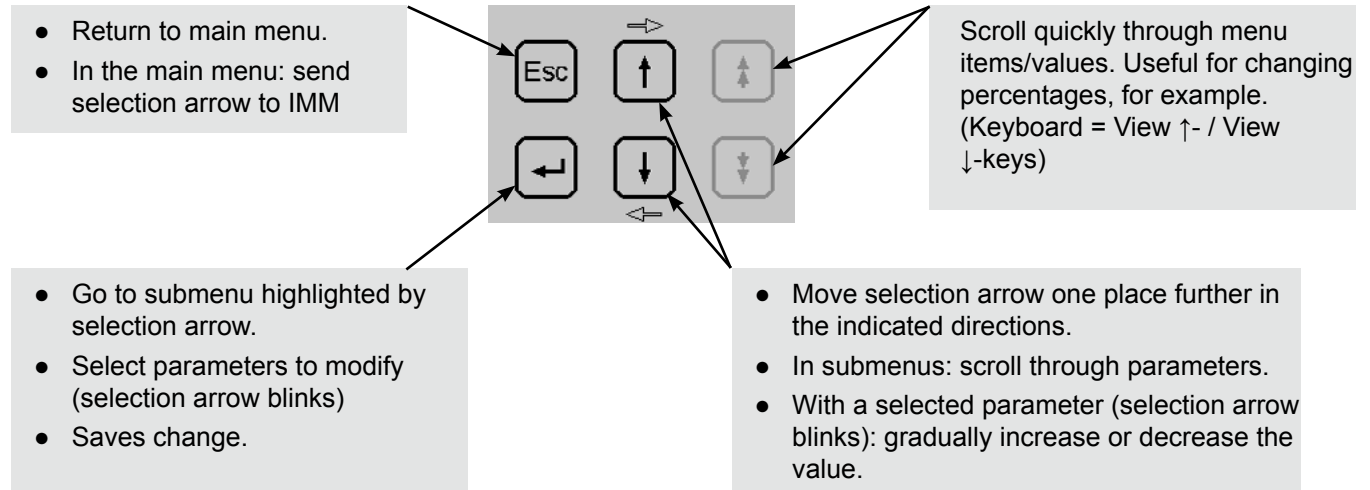 ● Return to main menu.
● In the main menu: send
selection arrow to IMM
Esc
Scroll quickly through menu
items/values. Useful for changing
percentages, for example.
(Keyboard = View ↑- / View
↓-keys)
● Go to submenu highlighted by
selection arrow.
● Select parameters to modify
(selection arrow blinks)
● Saves change.
● Move selection arrow one place further in
the indicated directions.
● In submenus: scroll through parameters.
● With a selected parameter (selection arrow
blinks): gradually increase or decrease the
value.